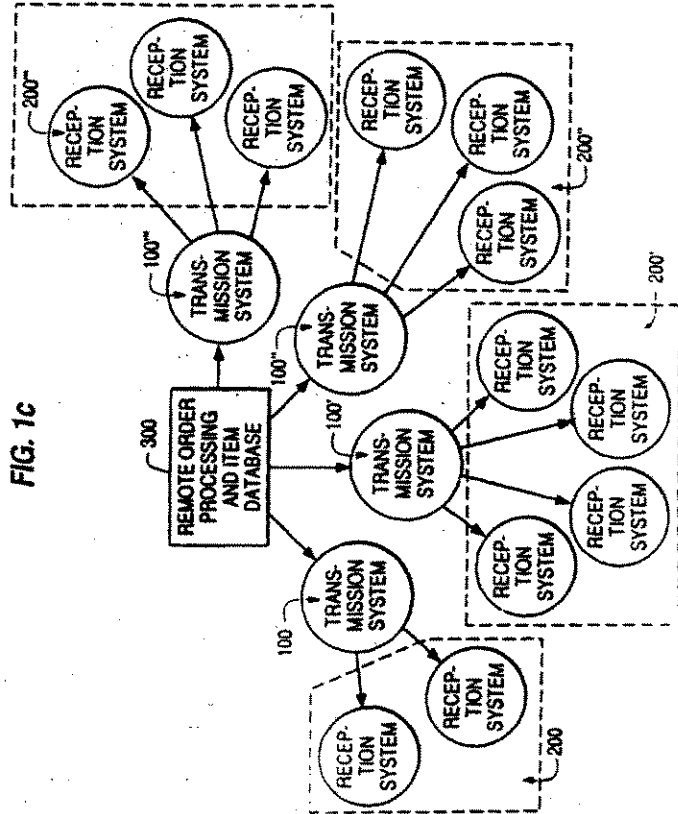 FIG. 1c
300
REMOTE ORDER
PROCESSING
AND ITEM
DATABASE
100
TRANS-
MISSION
SYSTEM
100'
TRANS-
MISSION
SYSTEM
100"
TRANS-
MISSION
SYSTEM
100'''
TRANS-
MISSION
SYSTEM
RECEP-
TION
SYSTEM
RECEP-
TION
SYSTEM
200
RECEP-
TION
SYSTEM
RECEP-
TION
SYSTEM
RECEP-
TION
SYSTEM
RECEP-
TION
SYSTEM
200'
RECEP-
TION
SYSTEM
RECEP-
TION
SYSTEM
RECEP-
TION
SYSTEM
200"
200'''
RECEP-
TION
SYSTEM
RECEP-
TION
SYSTEM
RECEP-
TION
SYSTEM